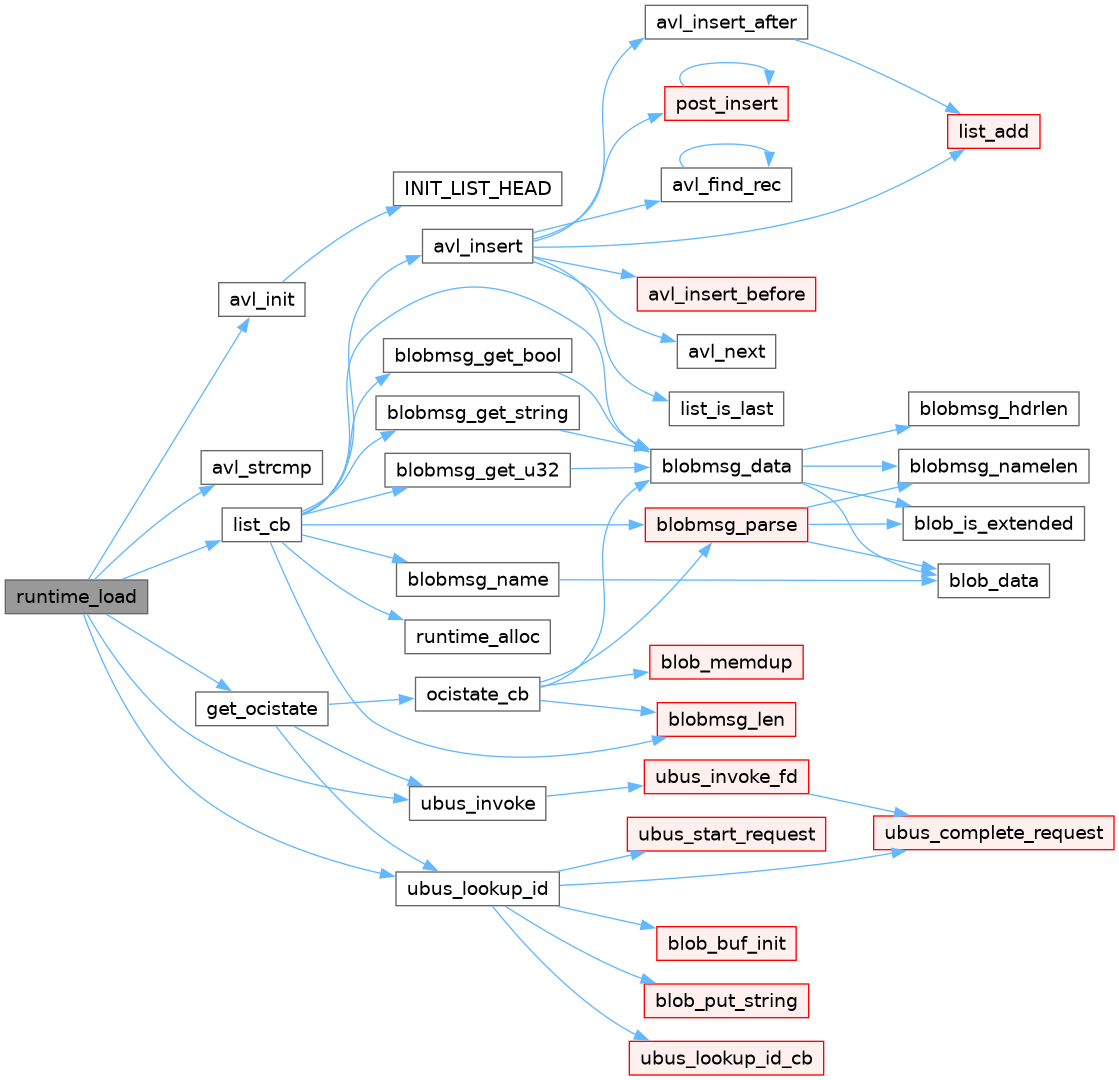 avl_insert_after
post_insert
list_add
avl_find_rec
INIT_LIST_HEAD
avl_insert
avl_insert_before
avl_init
avl_next
blobmsg_get_bool
list_is_last
blobmsg_hdrlen
blobmsg_get_string
avl_strcmp
blobmsg_get_u32
blobmsg_data
blobmsg_namelen
list_cb
blobmsg_parse
blob_is_extended
blobmsg_name
blob_data
runtime_load
runtime_alloc
blob_memdup
ocistate_cb
get_ocistate
blobmsg_len
ubus_invoke_fd
ubus_invoke
ubus_start_request
ubus_complete_request
ubus_lookup_id
blob_buf_init
blob_put_string
ubus_lookup_id_cb